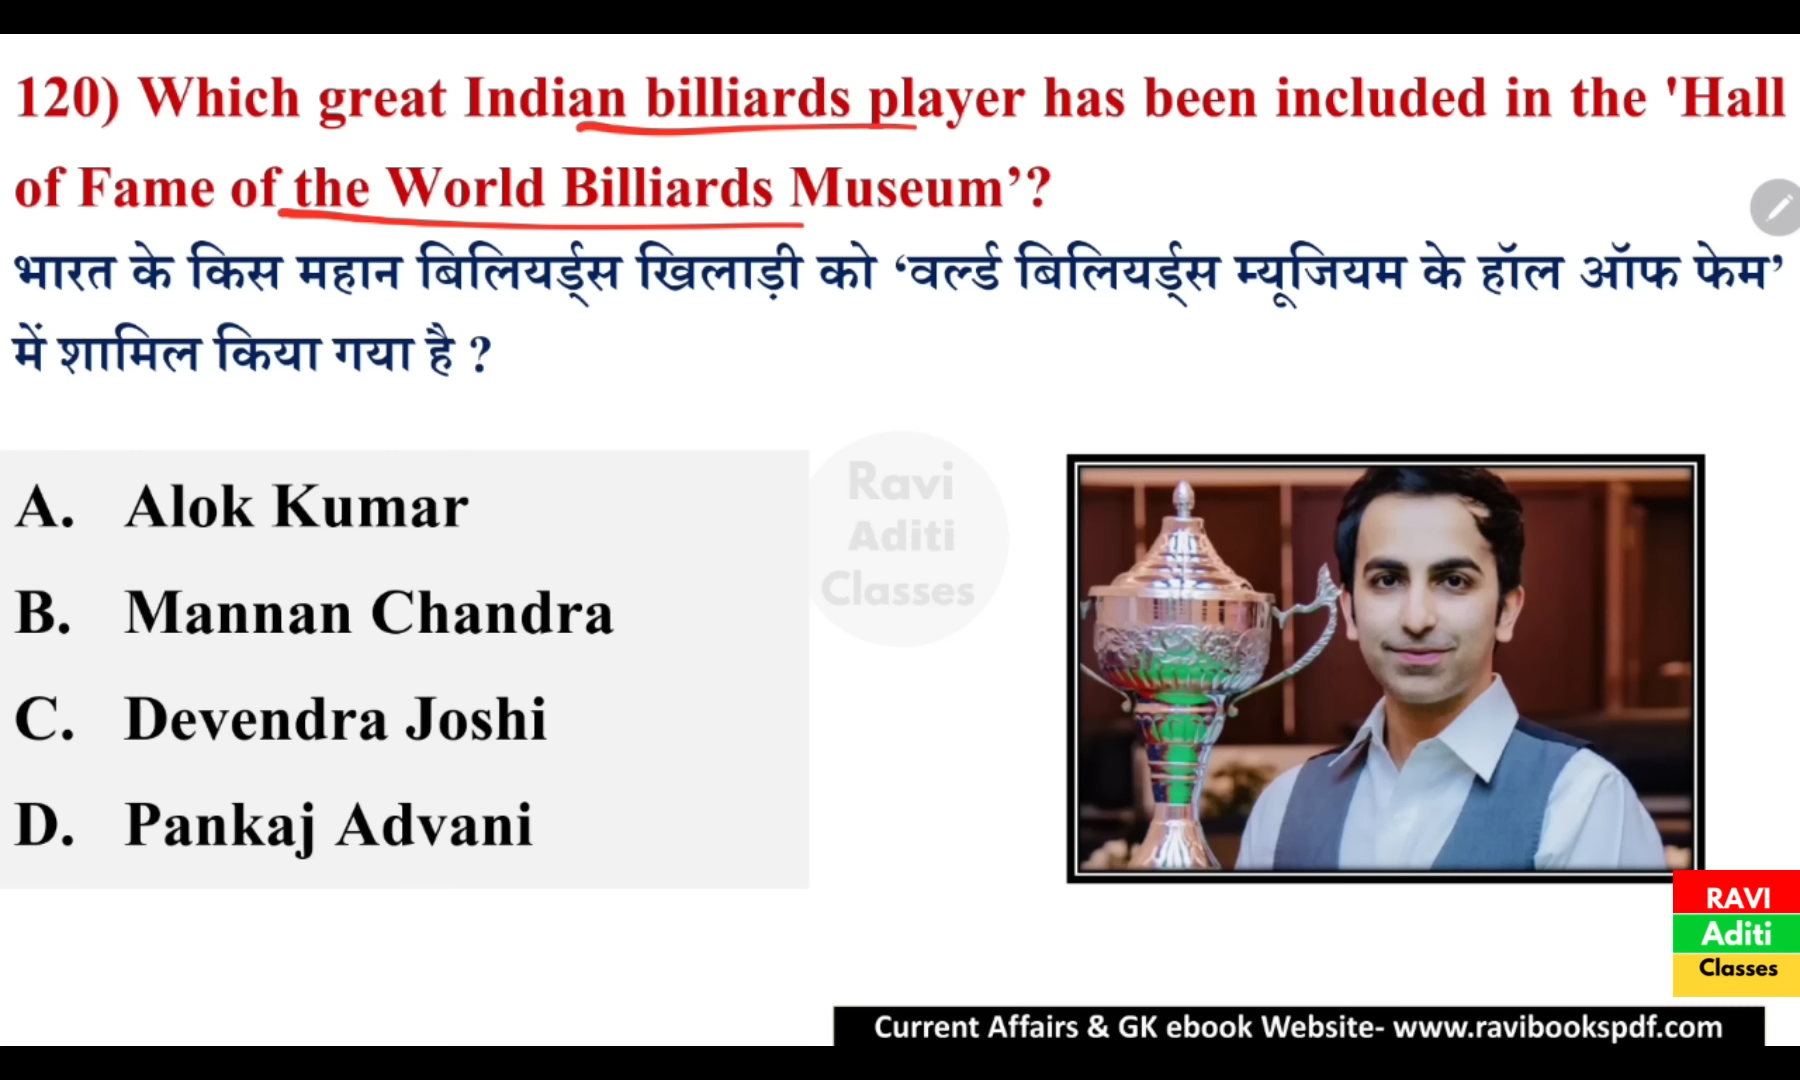 120) Which great Indian billiards player has been included in the 'Hall
of Fame of the World Billiards Museum’?
भारत के किस महान बिलियर्ड्स खिलाड़ी को ‘वर्ल्ड बिलियर्ड्स म्यूजियम के हॉल ऑफ फेम’
में शामिल किया गया है ?
A. Alok Kumar
B. Mannan Chandra
C. Devendra Joshi
D. Pankaj Advani
Ravi
Aditi
Classes
RAVI
Aditi
Classes
Current Affairs & GK ebook Website- www.ravibookspdf.com